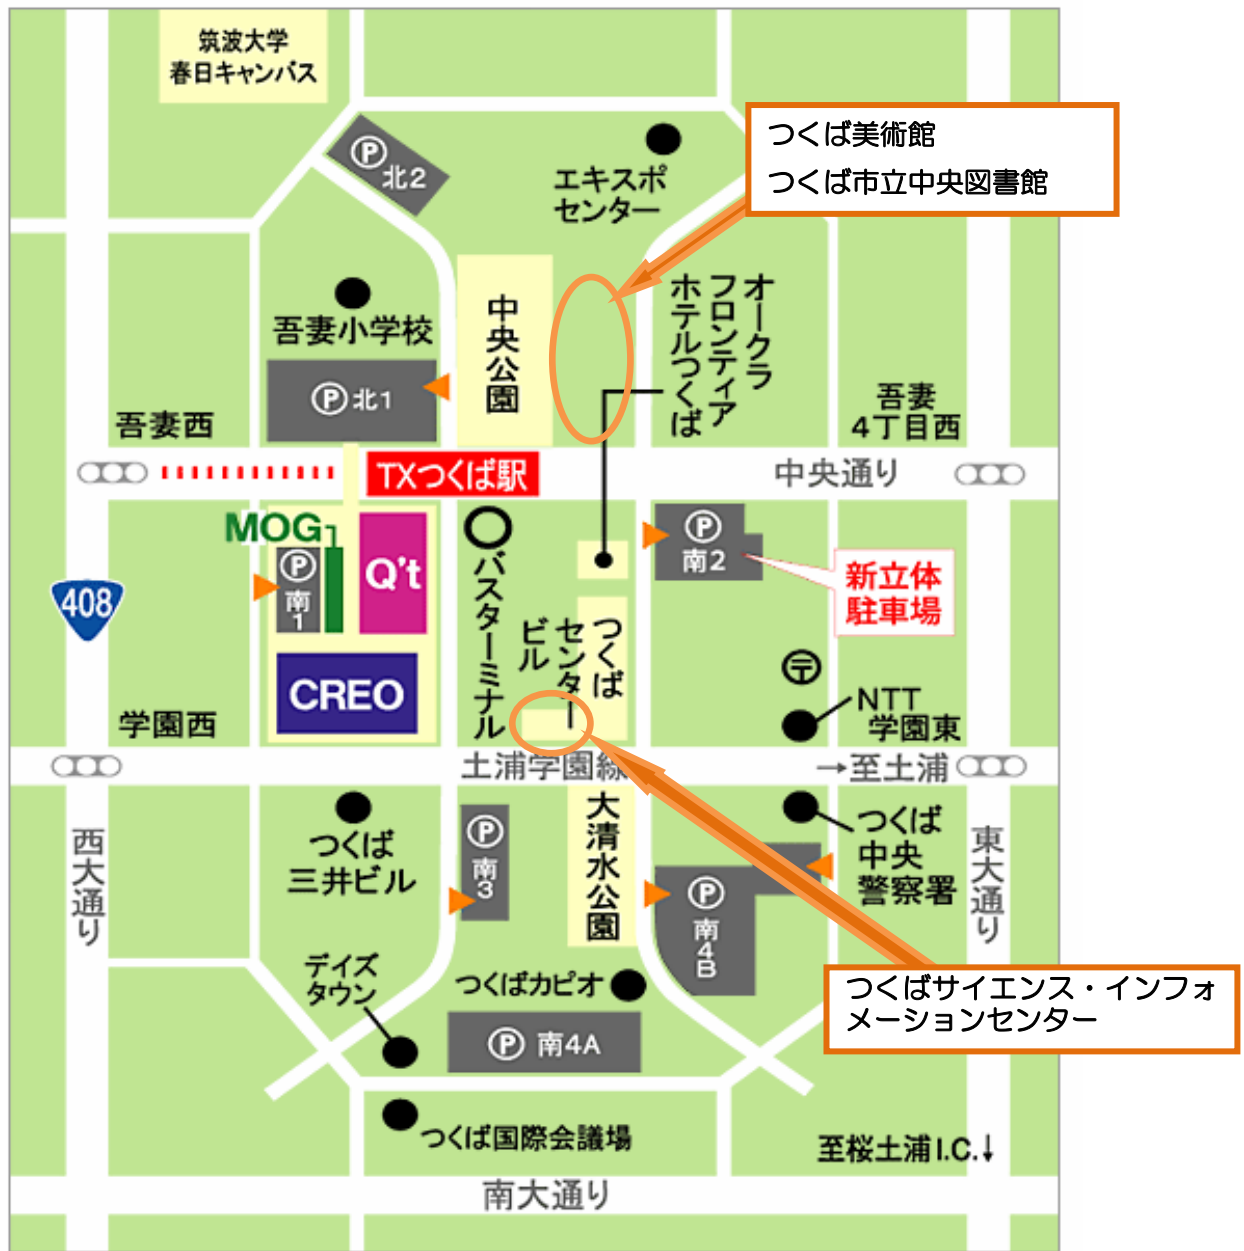 筑波大学
春日キャンパス
つくば美術館
つくば市立中央図書館
P
北2
エキスポ
センター
吾妻小学校
P 北1
中央公園
オークラ
フロンティア
ホテルつくば
吾妻西
吾妻
4丁目西
TXつくば駅
中央通り
MOG
P
南1
Q't
CREO
バスターミナル
つくば
センター
ビル
P
南2
新立体
駐車場
408
〒
NTT
学園西
学園東
土浦学園線
→至土浦
西大通り
つくば
三井ビル
P
南3
大清水公園
P
南4B
つくば
中央
警察署
東大通り
デイズ
タウン
つくばカピオ
P 南4A
つくばサイエンス・インフォ
メーションセンター
つくば国際会議場
至桜土浦I.C.↓
南大通り